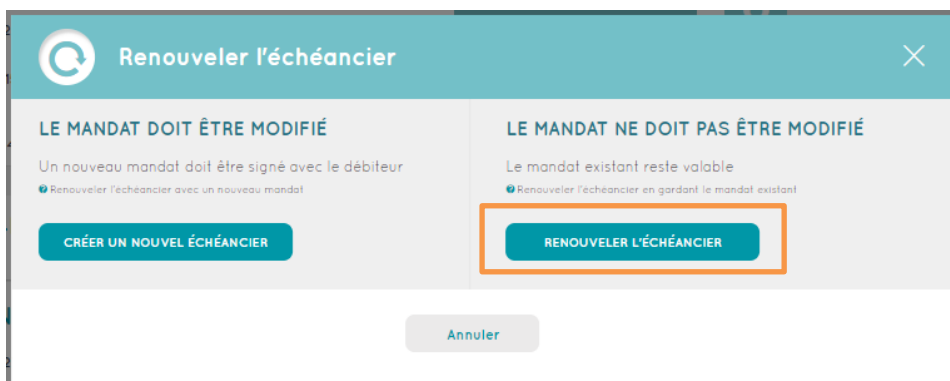 Renouveler l'échéancier
LE MANDAT DOIT ÊTRE MODIFIÉ
Un nouveau mandat doit être signé avec le débiteur
Renouveler l'échéancier avec un nouveau mandat
CRÉER UN NOUVEL ÉCHÉANCIER
LE MANDAT NE DOIT PAS ÊTRE MODIFIÉ
Le mandat existant reste valable
Renouveler l'échéancier en gardant le mandat existant
RENOUVELER L'ÉCHÉANCIER
Annuler